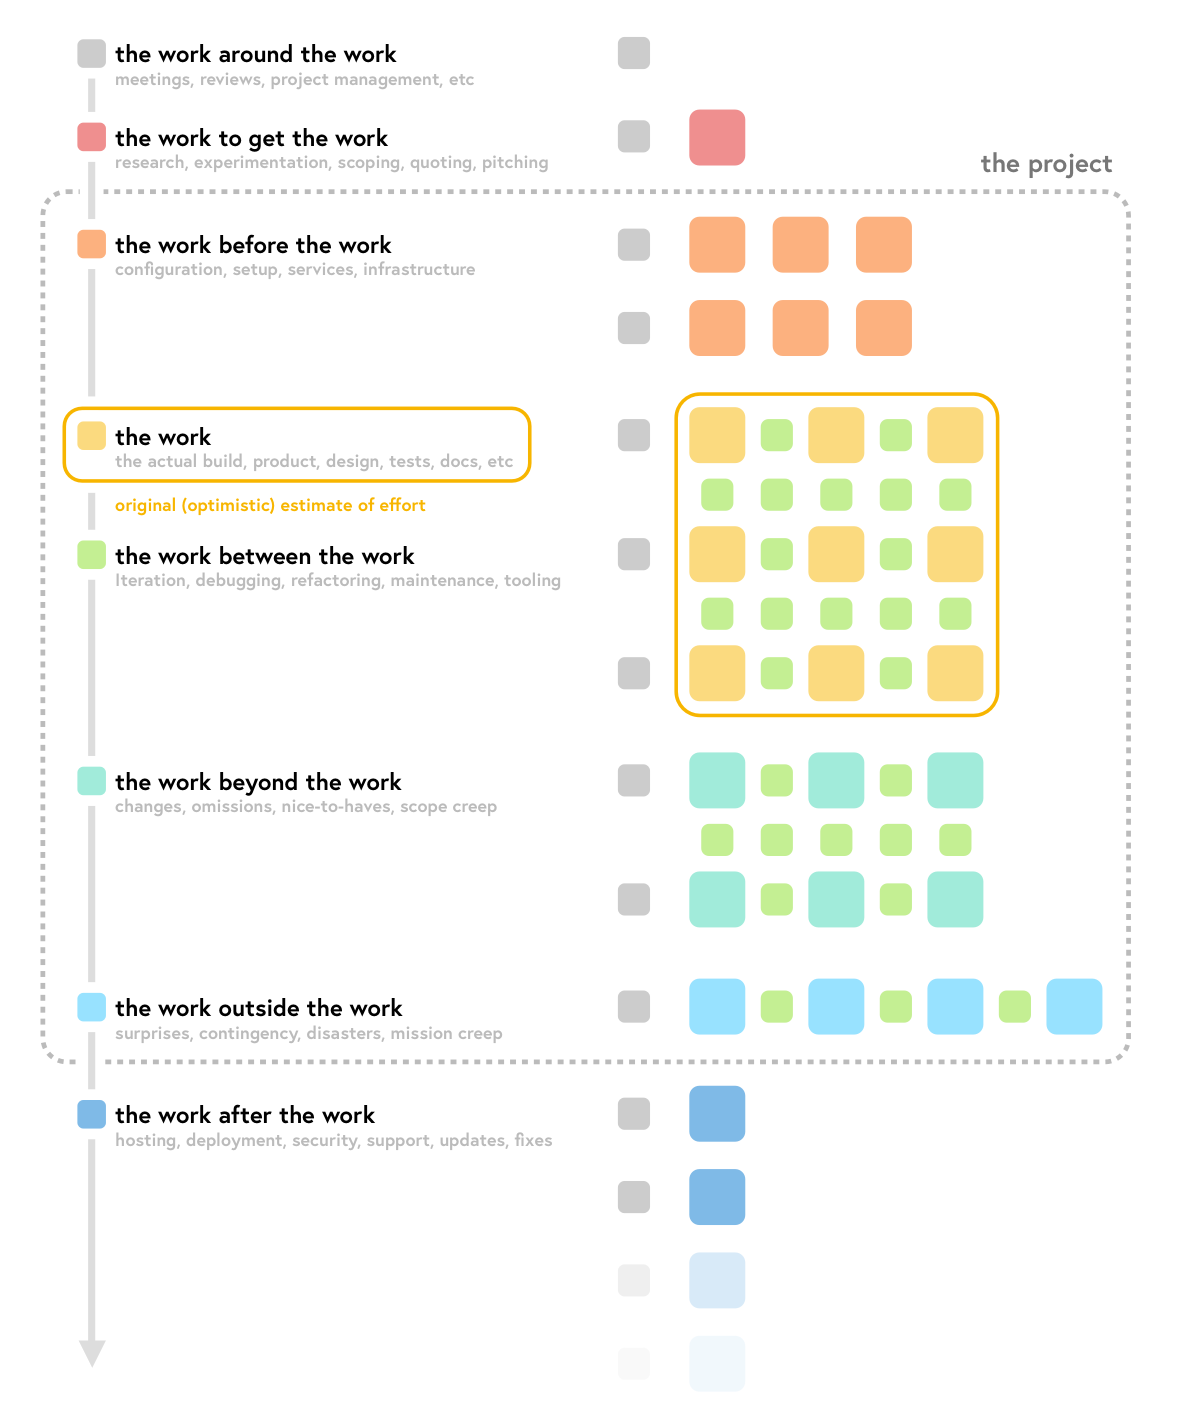 the work around the work
meetings, reviews, project management, etc
the work to get the work
research, experimentation, scoping, quoting, pitching
the project
the work before the work
configuration, setup, services, infrastructure
the work
the actual build, product, design, tests, docs, etc
original (optimistic) estimate of effort
the work between the work
Iteration, debugging, refactoring, maintenance, tooling
the work beyond the work
changes, omissions, nice-to-haves, scope creep
the work outside the work
surprises, contingency, disasters, mission creep
the work after the work
hosting, deployment, security, support, updates, fixes